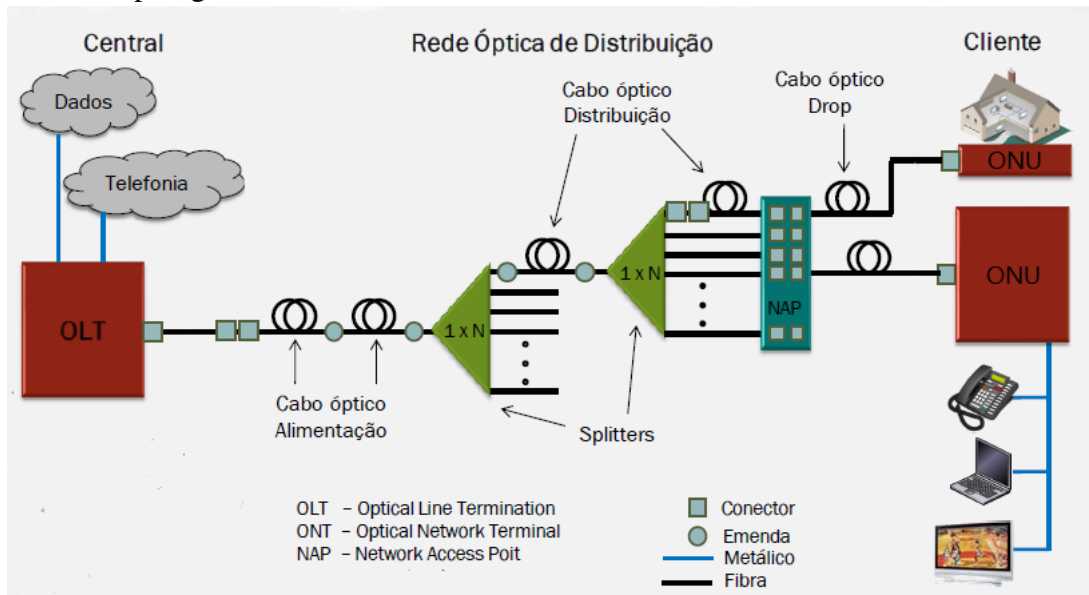 Central
Rede Óptica de Distribuição
Cliente
Dados
Telefonia
Cabo óptico
Distribuição
Cabo óptico
Drop
ONU
1 x N
1 x N
NAP
ONU
OLT
Cabo óptico
Alimentação
Splitters
OLT – Optical Line Termination
ONT – Optical Network Terminal
NAP – Network Access Poit
Conector
Emenda
Metálico
Fibra